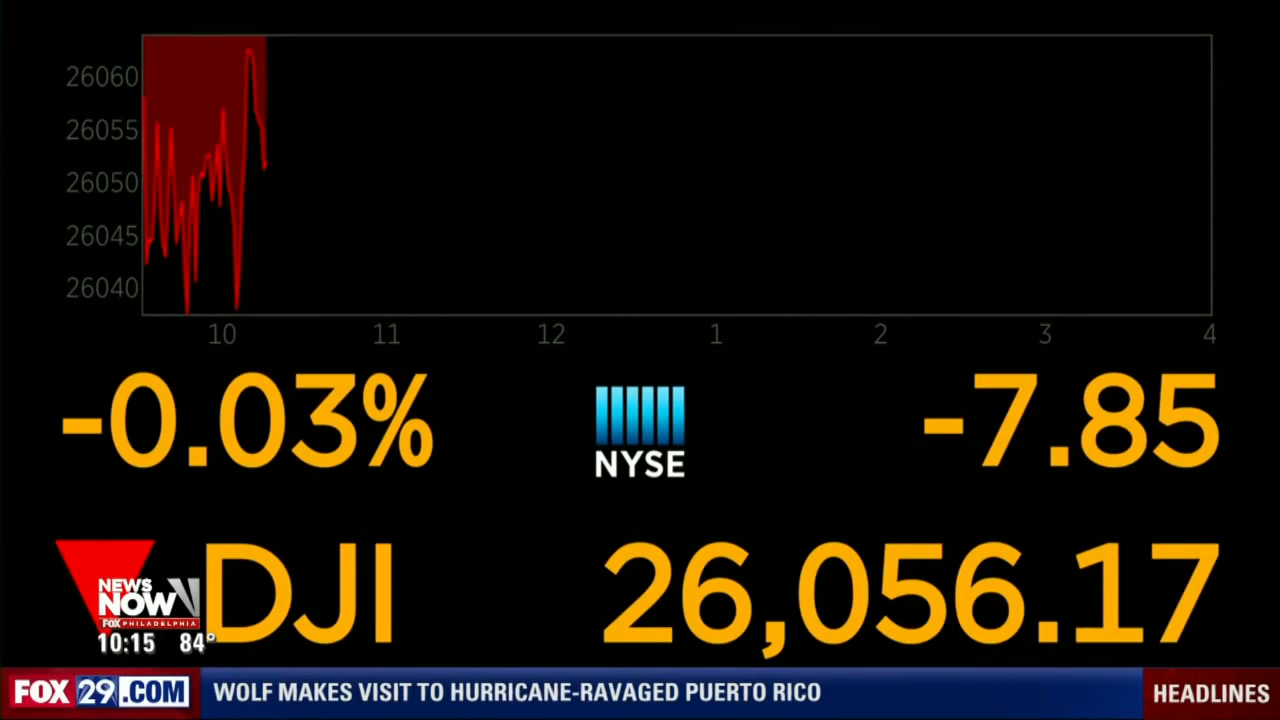 26060
26055
26050
26045
26040
10 11 12 1 2 3 4
-0.03% NYSE -7.85
DJI 26,056.17
NEWS
NOW
FOX PHILADELPHIA
10:15 84°
FOX 29.COM WOLF MAKES VISIT TO HURRICANE-RAVAGED PUERTO RICO HEADLINES